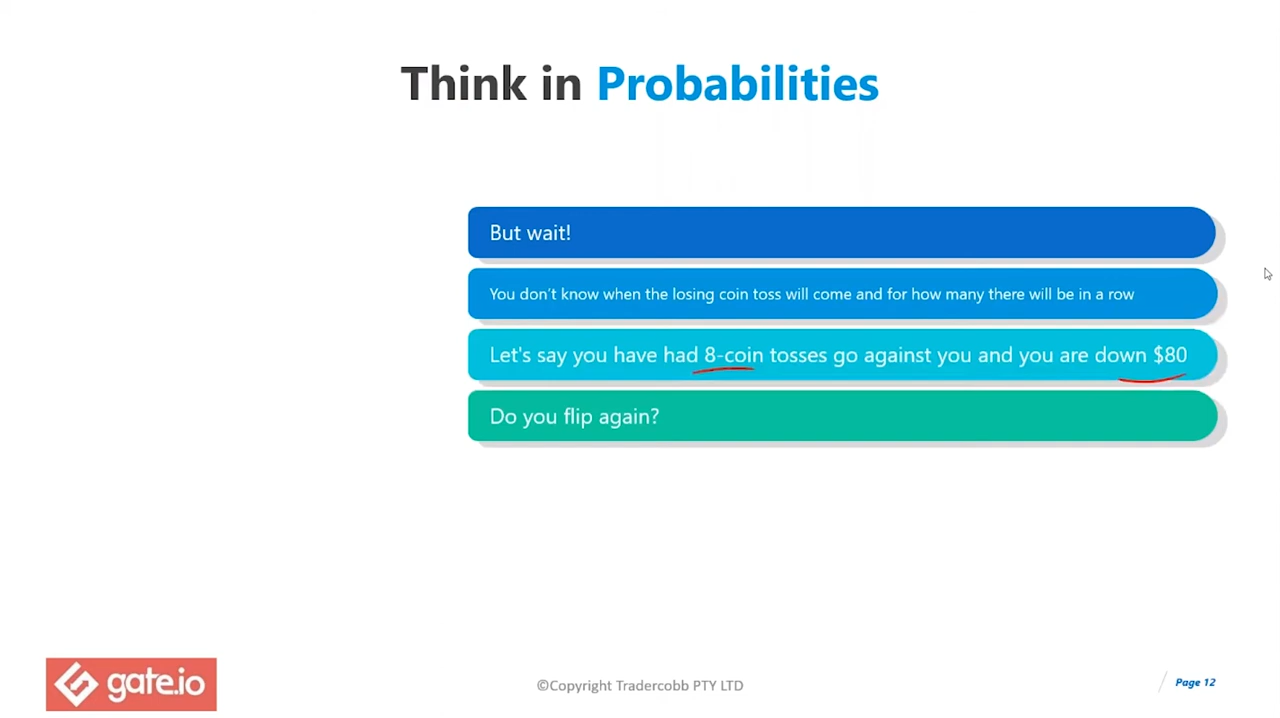 Think in Probabilities
But wait!
You don't know when the losing coin toss will come and for how many there will be in a row
Let's say you have had 8-coin tosses go against you and you are down $80
Do you flip again?
gate.io
©Copyright Tradercobb PTY LTD
Page 12